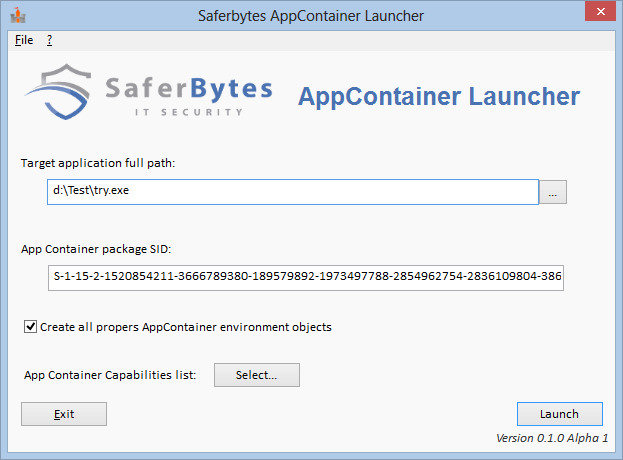 Saferbytes AppContainer Launcher
File ?
SaferBytes
IT SECURITY
AppContainer Launcher
Target application full path:
d:\Test\try.exe
...
App Container package SID:
S-1-15-2-1520854211-3666789380-189579892-1973497788-2854962754-2836109804-386
Create all propers AppContainer environment objects
App Container Capabilities list: Select...
Exit
Launch
Version 0.1.0 Alpha 1